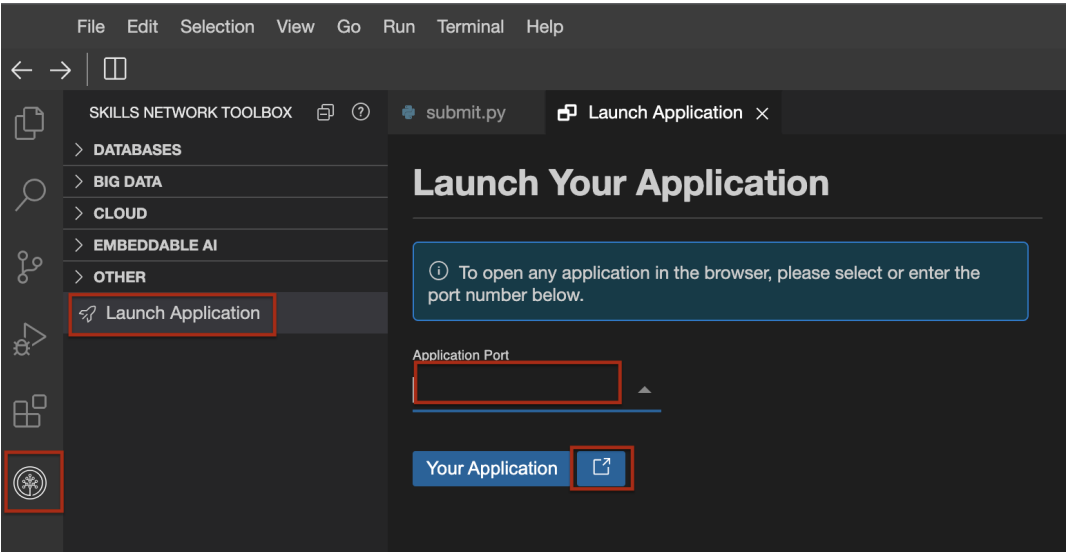 File Edit Selection View Go Run Terminal Help
SKILLS NETWORK TOOLBOX
submit.py
Launch Application
DATABASES
BIG DATA
CLOUD
EMBEDDABLE AI
OTHER
Launch Application
Launch Your Application
To open any application in the browser, please select or enter the
port number below.
Application Port
Your Application